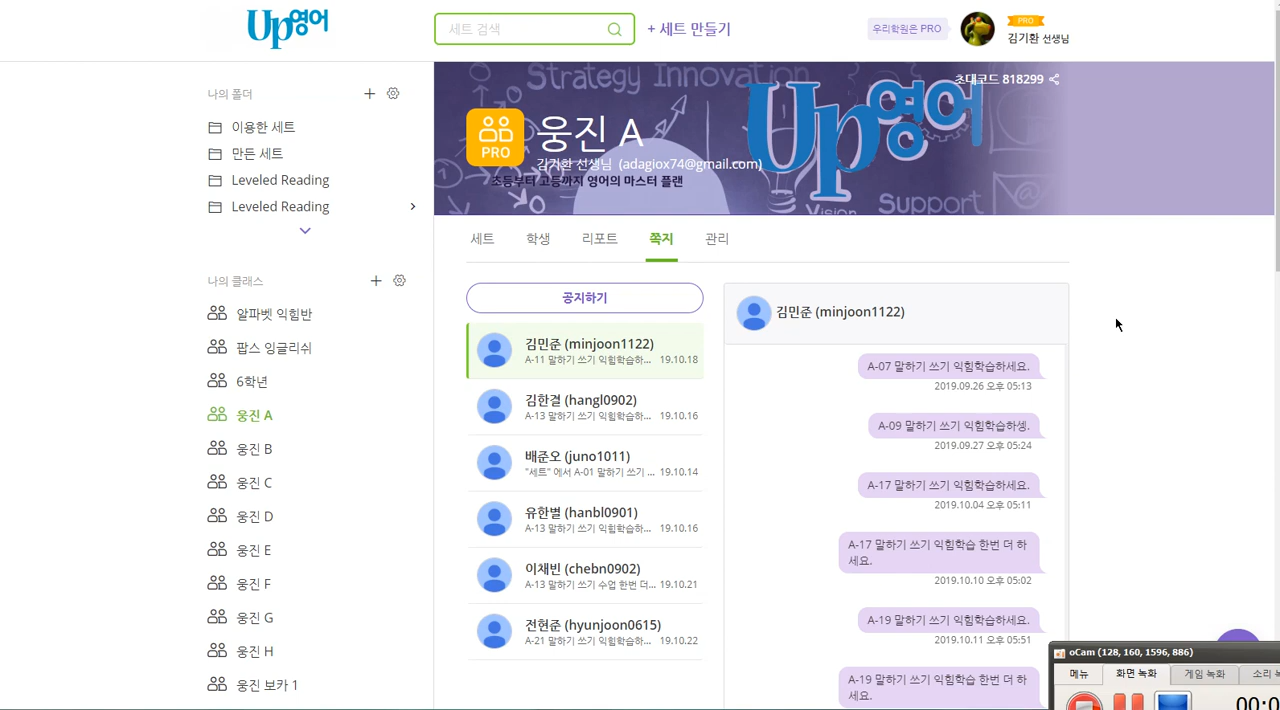 Up영어
세트 검색
+ 세트 만들기
우리학원은 PRO
PRO
김기환 선생님
나의 폴더
이용한 세트
만든 세트
Leveled Reading
Leveled Reading
나의 클래스
알파벳 익힘반
팝스 잉글리쉬
6학년
웅진 A
웅진 B
웅진 C
웅진 D
웅진 E
웅진 F
웅진 G
웅진 H
웅진 보카 1
Strategy Innovation
초대코드 818299
PRO
웅진 A
김기환 선생님 (adagiox74@gmail.com)
초등부터 고등까지 영어의 마스터 플랜
Up영어
Vision
Support
세트 학생 리포트 쪽지 관리
공지하기
김민준 (minjoon1122)
A-11 말하기 쓰기 익힘학습하... 19.10.18
김한결 (hangl0902)
A-13 말하기 쓰기 익힘학습하... 19.10.16
배준오 (juno1011)
"세트" 에서 A-01 말하기 쓰기 ... 19.10.14
유한별 (hanbl0901)
A-13 말하기 쓰기 익힘학습하... 19.10.16
이채빈 (chebn0902)
A-13 말하기 쓰기 수업 한번 더... 19.10.21
전현준 (hyunjoon0615)
A-21 말하기 쓰기 익힘학습하... 19.10.22
김민준 (minjoon1122)
A-07 말하기 쓰기 익힘학습하세요.
2019.09.26 오후 05:13
A-09 말하기 쓰기 익힘학습하셍.
2019.09.27 오후 05:24
A-17 말하기 쓰기 익힘학습하세요.
2019.10.04 오후 05:11
A-17 말하기 쓰기 익힘학습 한번 더 하
세요.
2019.10.10 오후 05:02
A-19 말하기 쓰기 익힘학습하세요.
2019.10.11 오후 05:51
A-19 말하기 쓰기 익힘학습 한번 더 하
세요.
oCam (128, 160, 1596, 886)
메뉴 화면 녹화 게임 녹화 소리
00:0